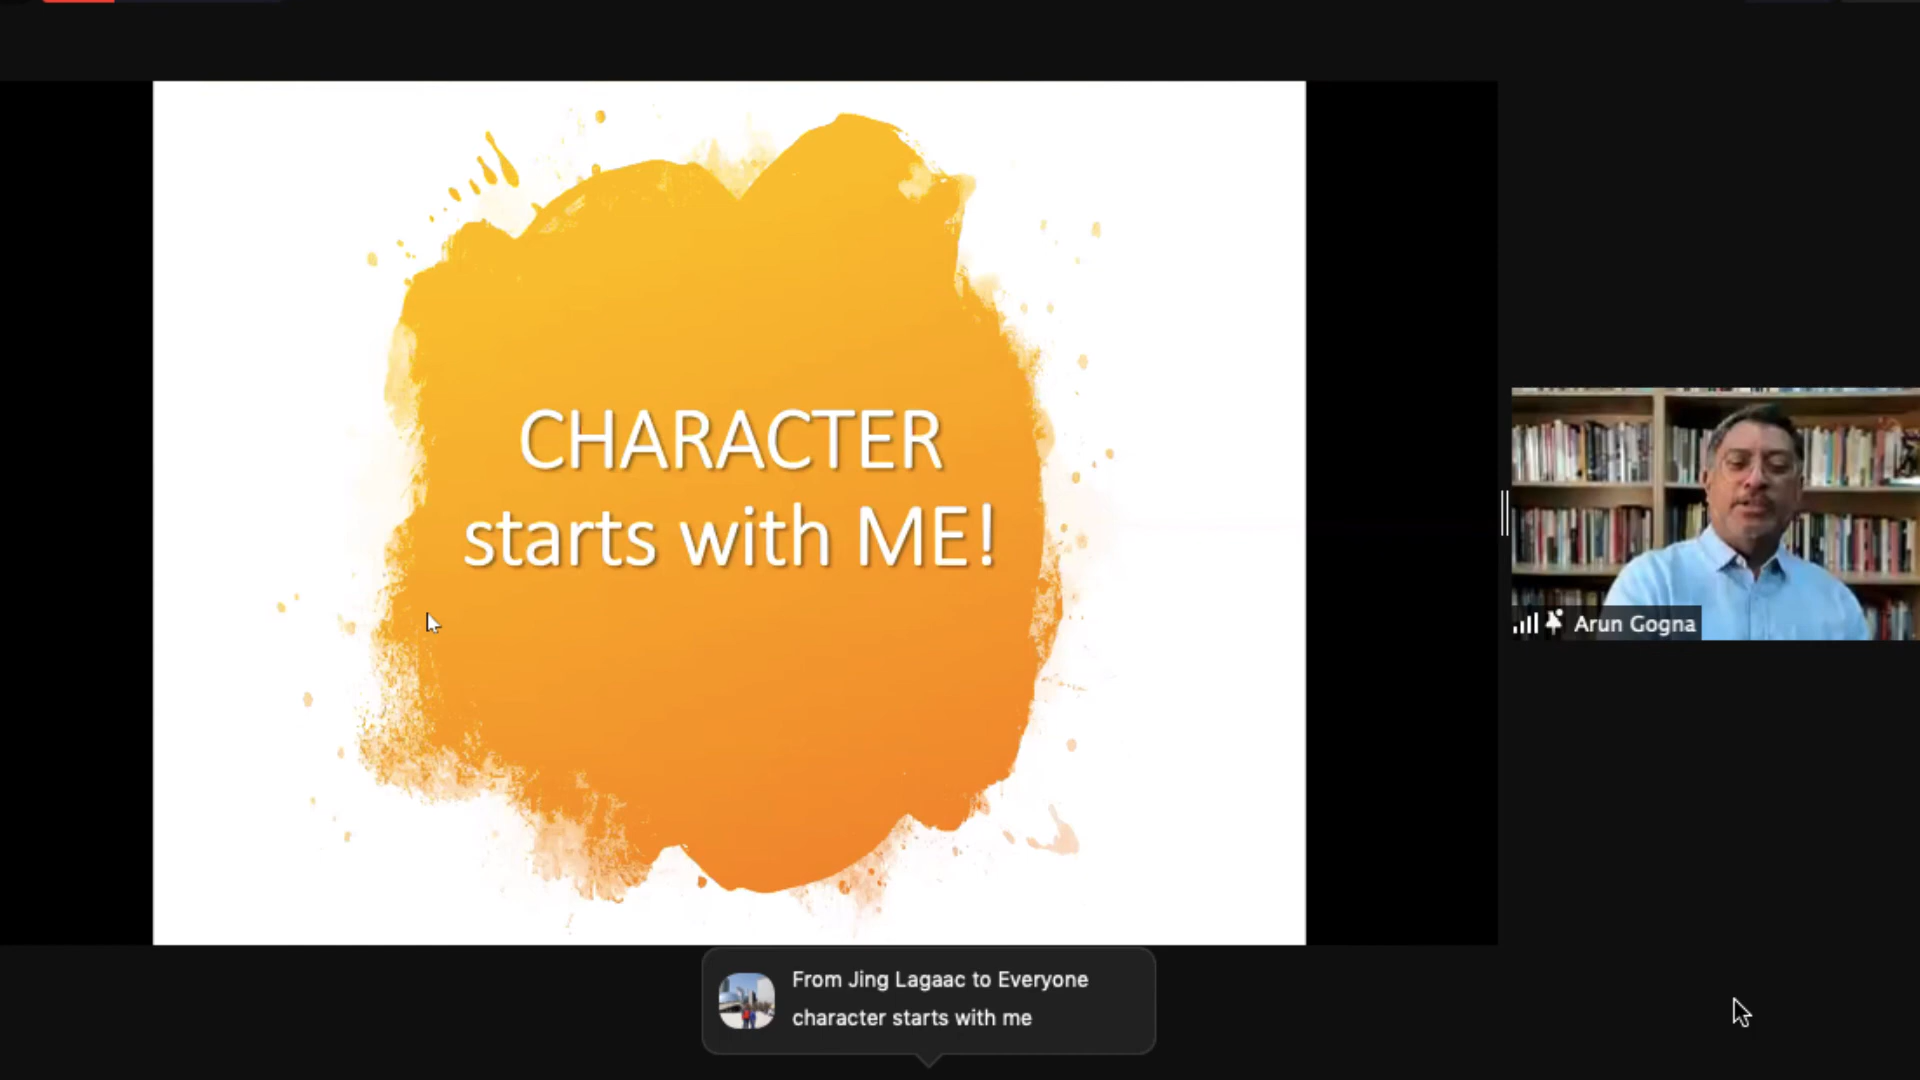 CHARACTER
starts with ME!
Arun Gogna
From Jing Lagaac to Everyone
character starts with me